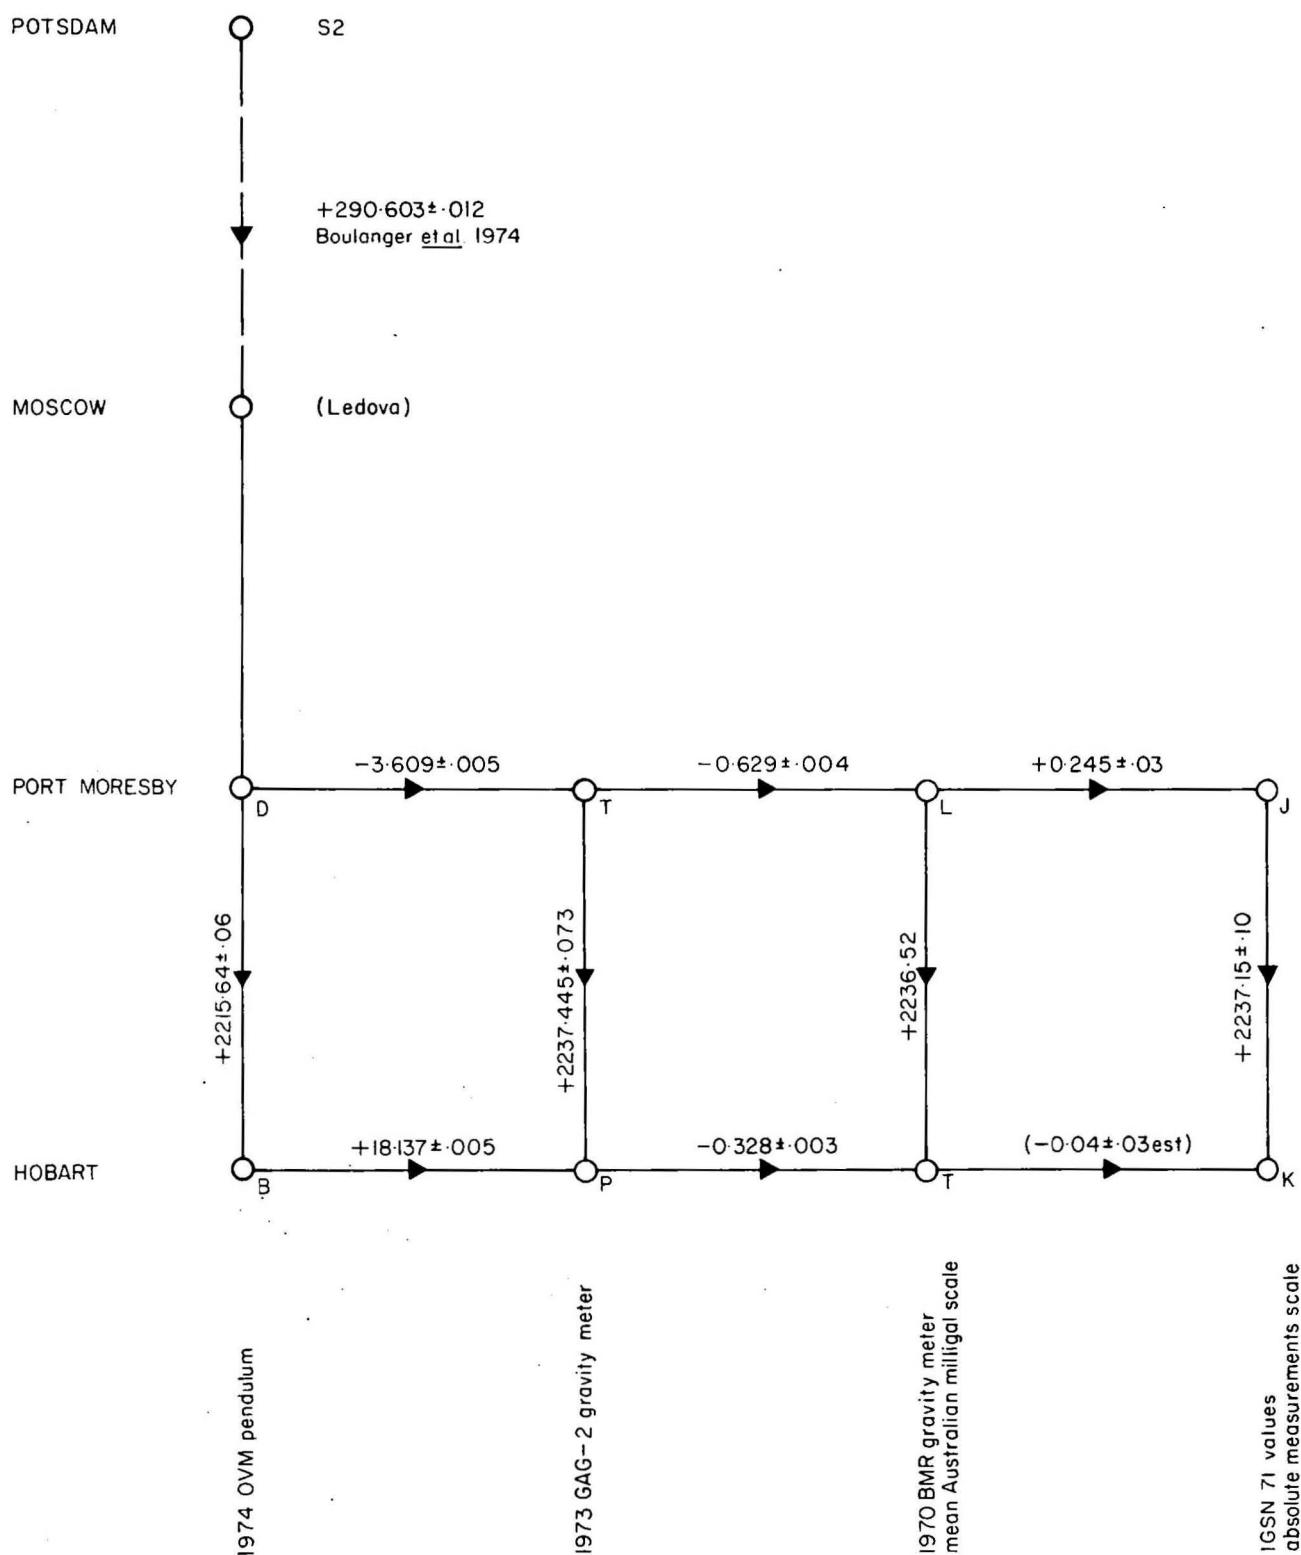 POTSDAM
S2
+290·603±·012
Boulanger et al. 1974
MOSCOW
(Ledova)
-3·609±·005
-0·629±·004
+0·245±·03
PORT MORESBY
D
T
L
J
+2215·64±·06
+2237·445±·073
+2236·52
+2237·15±·10
+18·137±·005
-0·328±·003
(-0·04±·03est)
HOBART
B
P
T
K
1974 OVM pendulum
1973 GAG-2 gravity meter
1970 BMR gravity meter
mean Australian milligal scale
IGSN 71 values
absolute measurements scale